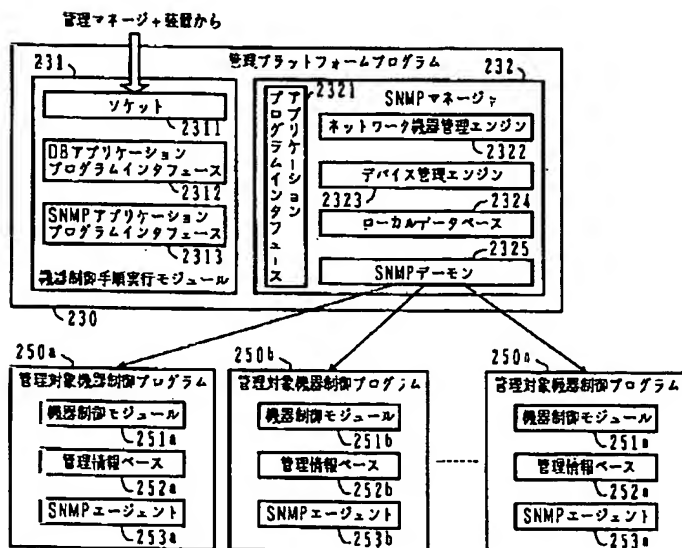 管理マネージャ装置から
管理プラットフォームプログラム
231
232
ソケット
2311
DBアプリケーション
プログラムインタフェース
2312
SNMPアプリケーション
プログラムインタフェース
2313
機器制御手順実行モジュール
アプリケーション
プログラムインタフェース
2321
SNMPマネージャ
ネットワーク機器管理エンジン
2322
デバイス管理エンジン
2323
2324
ローカルデータベース
2325
SNMPデーモン
230
250a
管理対象機器制御プログラム
機器制御モジュール
251a
管理情報ベース
252a
SNMPエージェント
253a
250b
管理対象機器制御プログラム
機器制御モジュール
251b
管理情報ベース
252b
SNMPエージェント
253b
250n
管理対象機器制御プログラム
機器制御モジュール
251n
管理情報ベース
252n
SNMPエージェント
253n